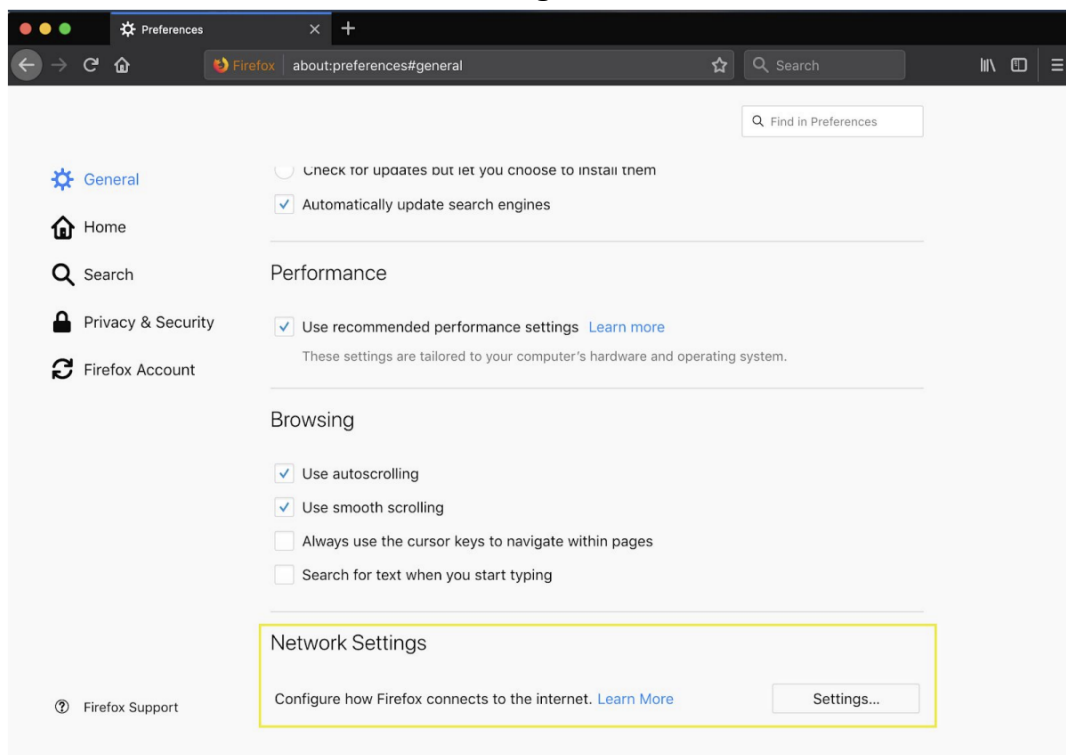 Preferences
Firefox about:preferences#general Search
Find in Preferences
General
Home
Search
Privacy & Security
Firefox Account
Firefox Support
Check for updates but let you choose to install them
Automatically update search engines
Performance
Use recommended performance settings Learn more
These settings are tailored to your computer's hardware and operating system.
Browsing
Use autoscrolling
Use smooth scrolling
Always use the cursor keys to navigate within pages
Search for text when you start typing
Network Settings
Configure how Firefox connects to the internet. Learn More Settings...